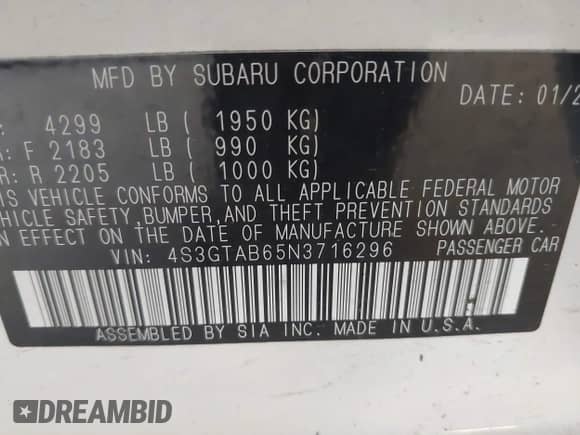 MFD BY SUBARU CORPORATION
DATE: 01/2
: 4299 LB ( 1950 KG)
: F 2183 LB ( 990 KG)
R: R 2205 LB ( 1000 KG)
IS VEHICLE CONFORMS TO ALL APPLICABLE FEDERAL MOTOR
EHICLE SAFETY,BUMPER,AND THEFT PREVENTION STANDARDS
N EFFECT ON THE DATE OF MANUFACTURE SHOWN ABOVE.
VIN: 4S3GTAB65N3716296 PASSENGER CAR
ASSEMBLED BY SIA INC. MADE IN U.S.A.
DREAMBID